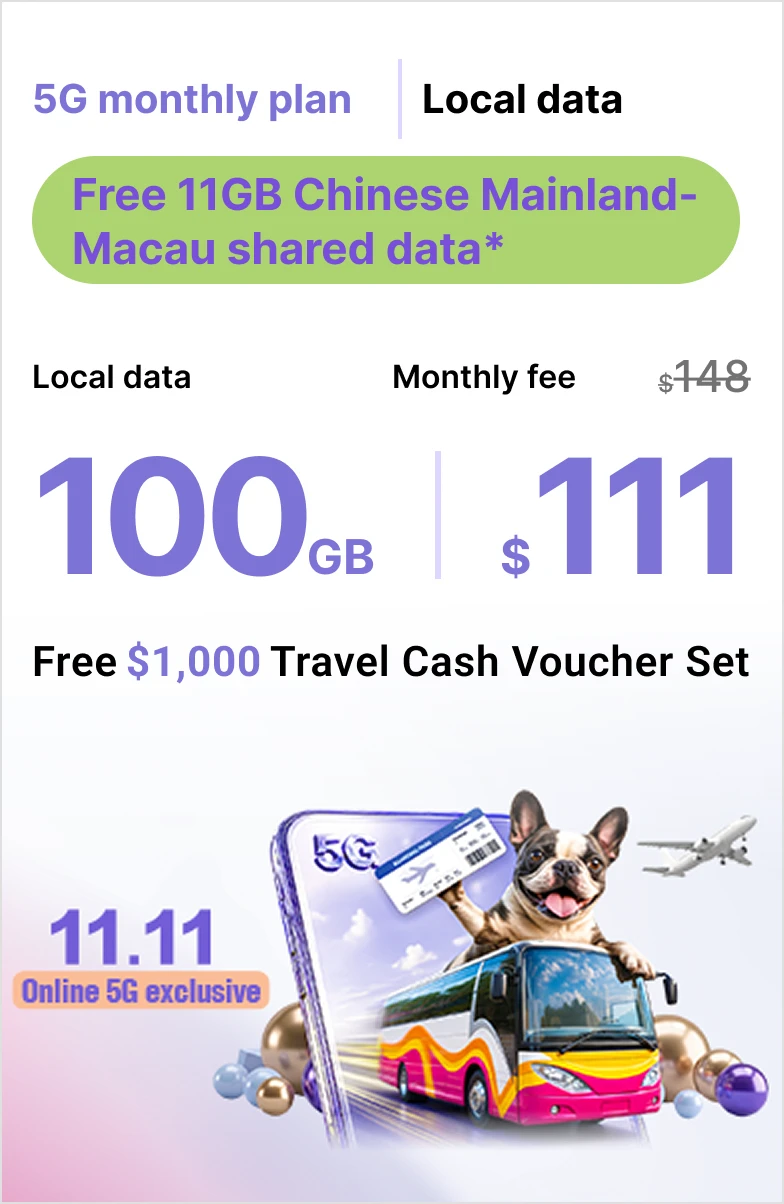 5G monthly plan
Local data
Free 11GB Chinese Mainland-
Macau shared data*
Local data
Monthly fee
$148
100GB
$111
Free $1,000 Travel Cash Voucher Set
5G
11.11
Online 5G exclusive